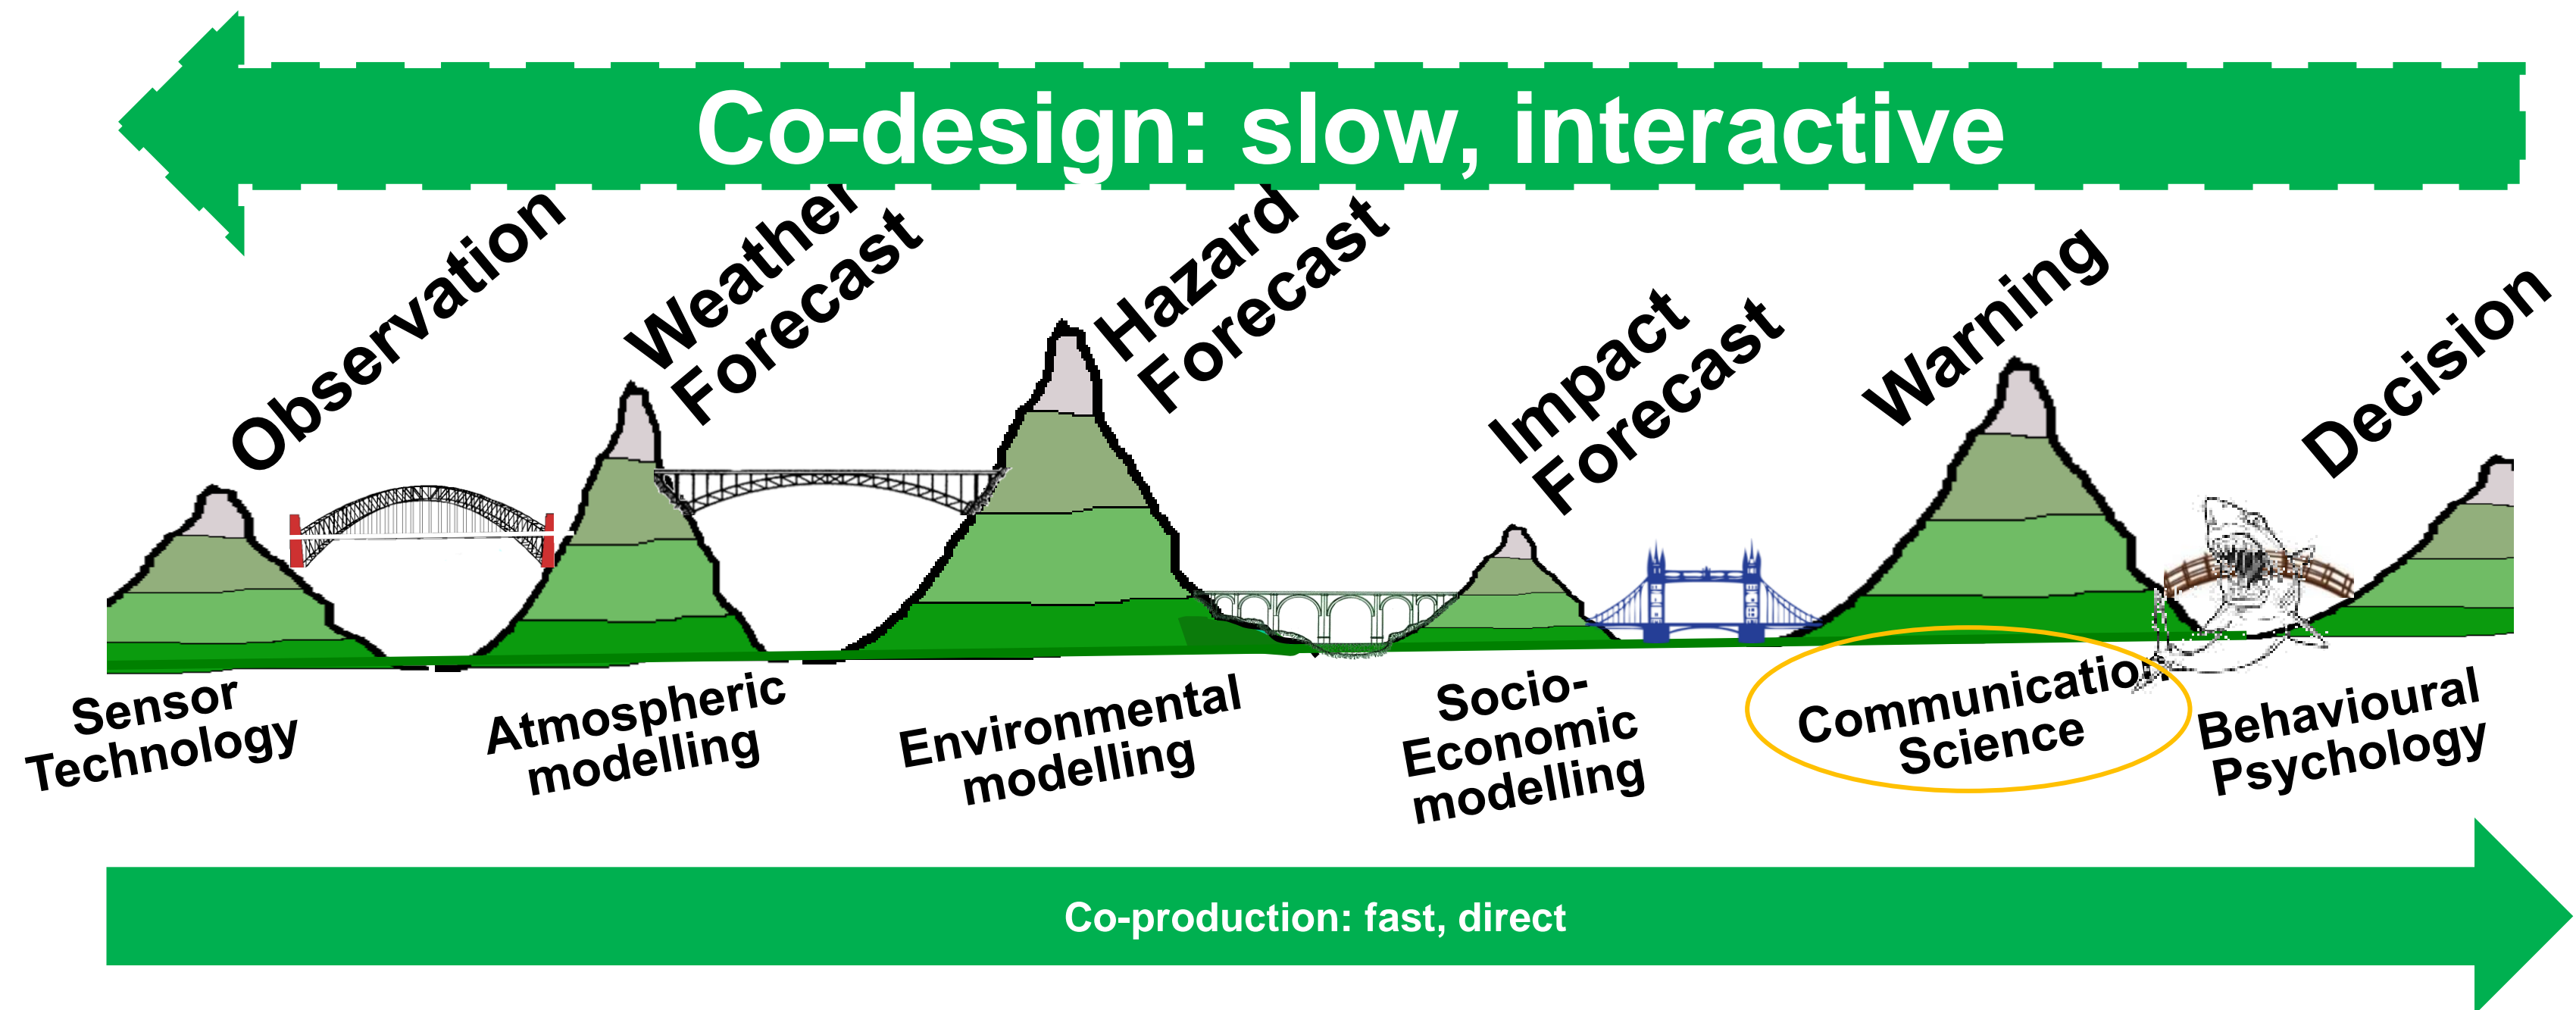 Co-design: slow, interactive
Observation
Weather
Forecast
Hazard
Forecast
Impact
Forecast
Warning
Decision
Sensor
Technology
Atmospheric
modelling
Environmental
modelling
Socio-
Economic
modelling
Communication
Science
Behavioural
Psychology
Co-production: fast, direct